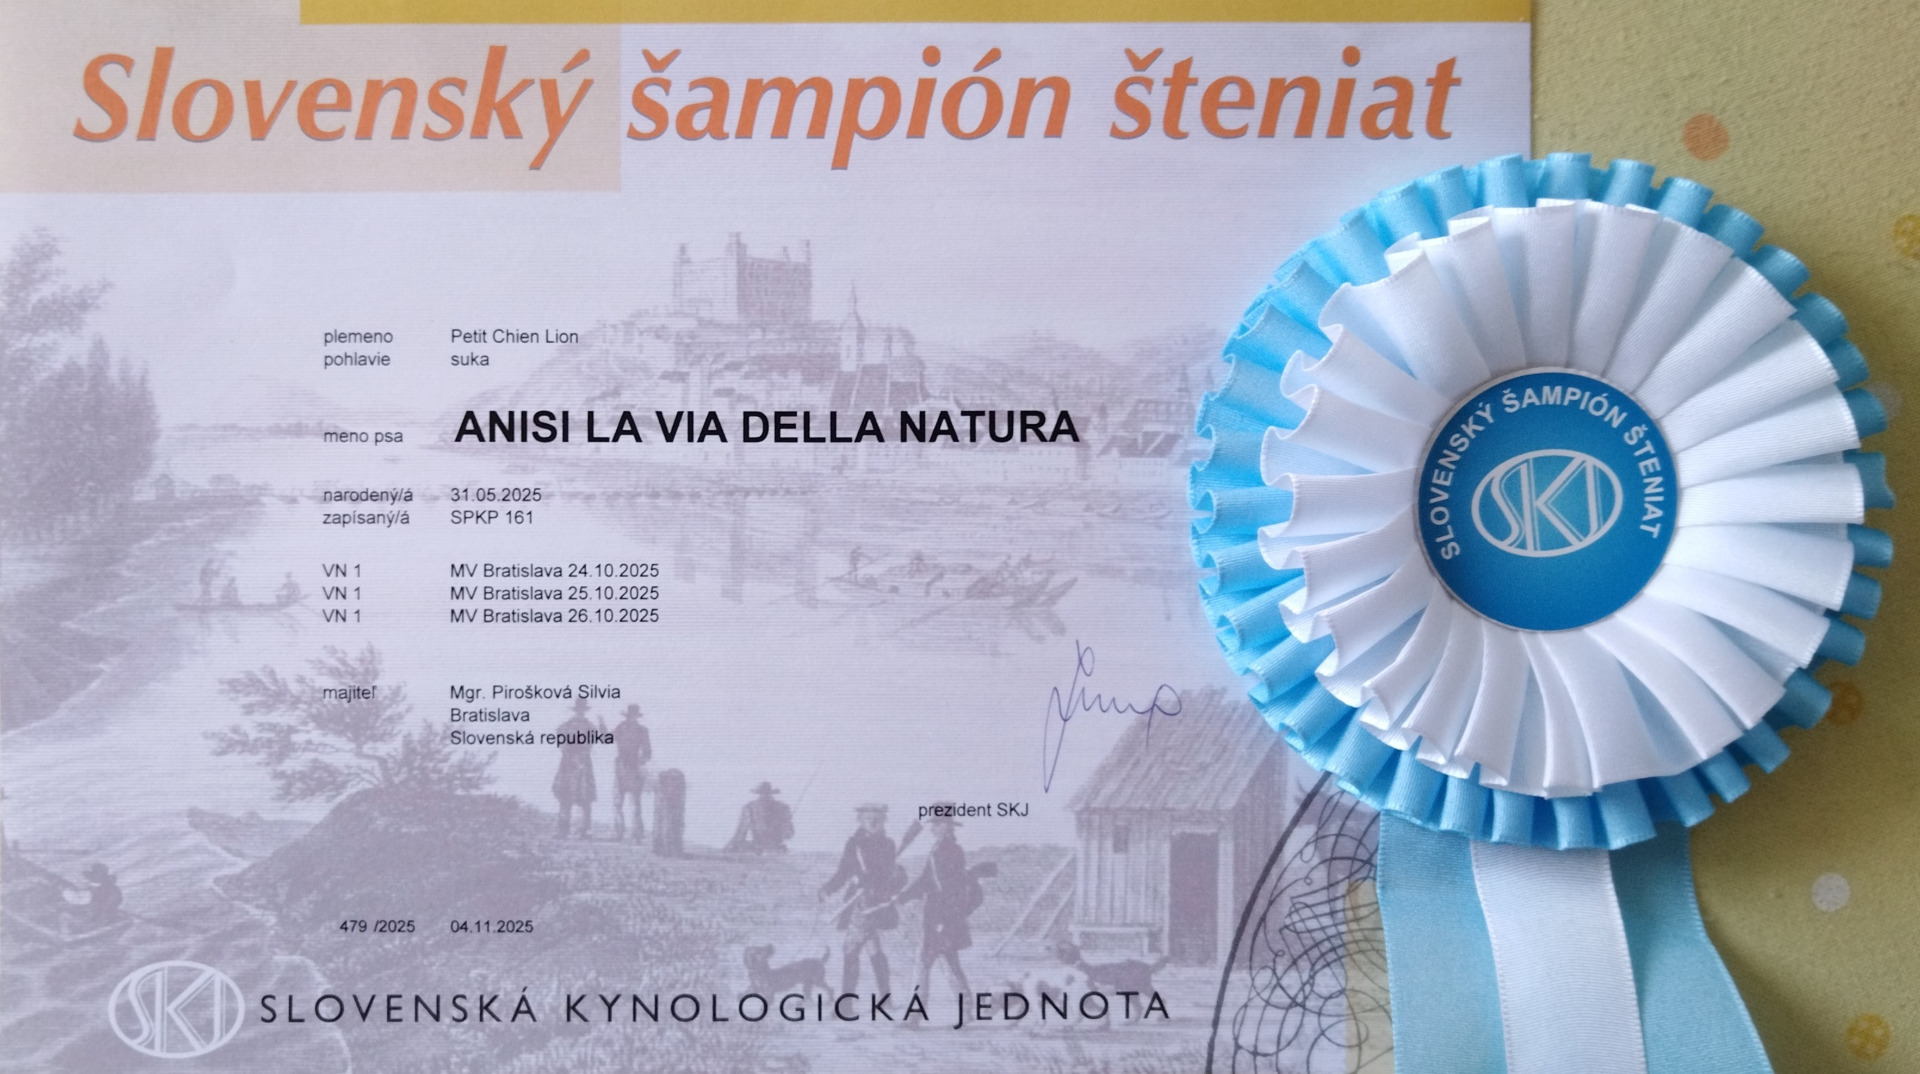 Slovenský šampión šteniat
plemeno Petit Chien Lion
pohlavie suka
meno psa ANISI LA VIA DELLA NATURA
narodený/á 31.05.2025
zapísaný/á SPKP 161
VN 1 MV Bratislava 24.10.2025
VN 1 MV Bratislava 25.10.2025
VN 1 MV Bratislava 26.10.2025
majiteľ Mgr. Pirošková Silvia
Bratislava
Slovenská republika
prezident SKJ
479 /2025 04.11.2025
SKJ SLOVENSKÁ KYNOLOGICKÁ JEDNOTA
SLOVENSKÝ ŠAMPIÓN ŠTENIAT
SKJ